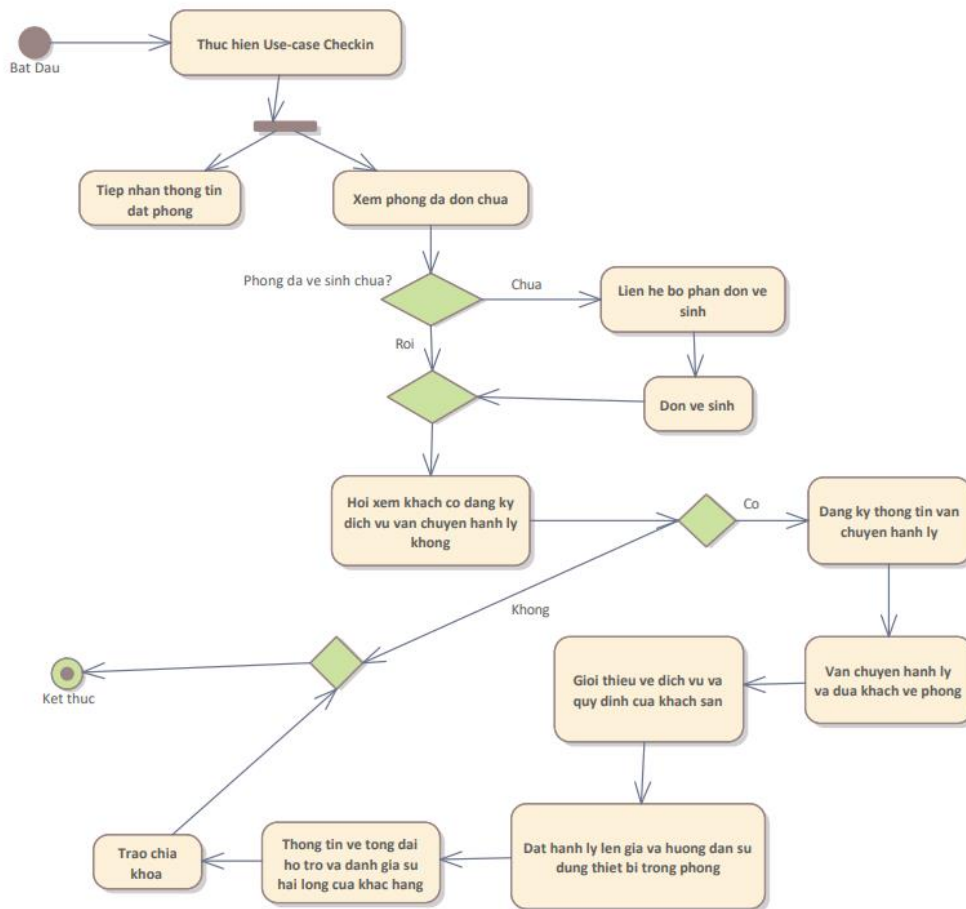 Thuc hien Use-case Checkin
Bat Dau
Tiep nhan thong tin
dat phong
Xem phong da don chua
Phong da ve sinh chua?
Chua
Lien he bo phan don ve
sinh
Roi
Don ve sinh
Hoi xem khach co dang ky
dich vu van chuyen hanh ly
khong
Co
Dang ky thong tin van
chuyen hanh ly
Khong
Ket thuc
Gioi thieu ve dich vu va
quy dinh cua khach san
Van chuyen hanh ly
va dua khach ve phong
Trao chia
khoa
Thong tin ve tong dai
ho tro va danh gia su
hai long cua khac hang
Dat hanh ly len gia va huong dan su
dung thiet bi trong phong